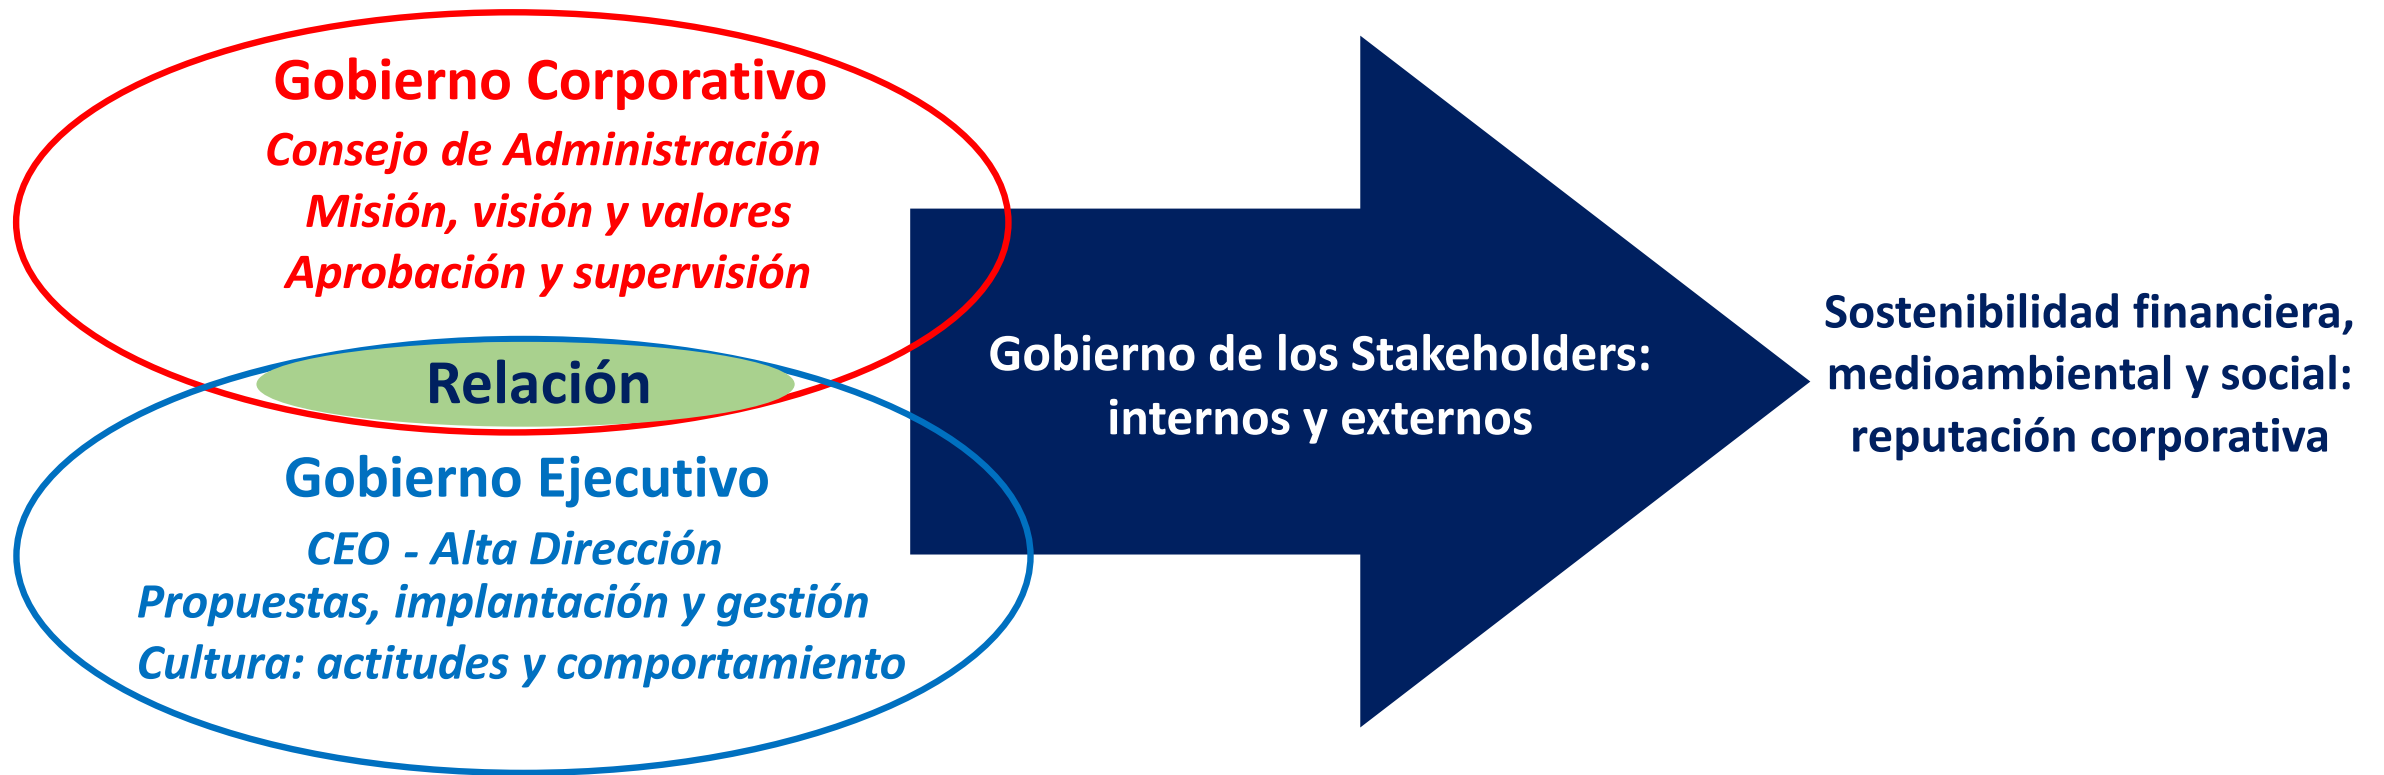 Gobierno Corporativo
Consejo de Administración
Misión, visión y valores
Aprobación y supervisión
Relación
Gobierno Ejecutivo
CEO - Alta Dirección
Propuestas, implantación y gestión
Cultura: actitudes y comportamiento
Gobierno de los Stakeholders:
internos y externos
Sostenibilidad financiera,
medioambiental y social:
reputación corporativa